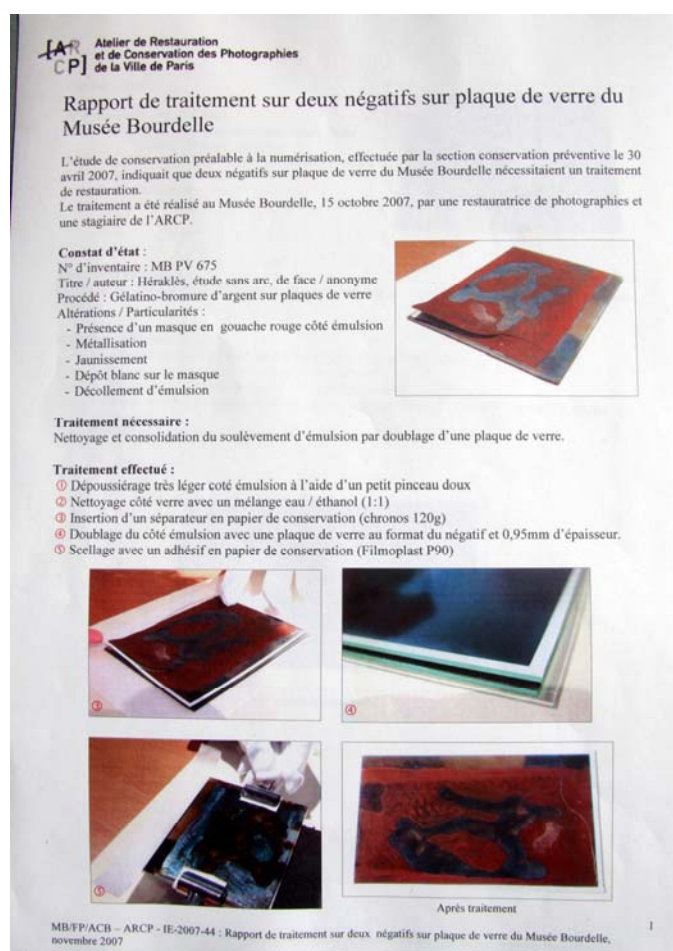 [ARCP]
Atelier de Restauration
et de Conservation des Photographies
de la Ville de Paris
Rapport de traitement sur deux négatifs sur plaque de verre du
Musée Bourdelle
L'étude de conservation préalable à la numérisation, effectuée par la section conservation préventive le 30
avril 2007, indiquait que deux négatifs sur plaque de verre du Musée Bourdelle nécessitaient un traitement
de restauration.
Le traitement a été réalisé au Musée Bourdelle, 15 octobre 2007, par une restauratrice de photographies et
une stagiaire de l'ARCP.
Constat d'état :
N° d'inventaire : MB PV 675
Titre / auteur : Héraklès, étude sans arc, de face / anonyme
Procédé : Gélatino-bromure d'argent sur plaques de verre
Altérations / Particularités :
- Présence d'un masque en gouache rouge côté émulsion
- Métallisation
- Jaunissement
- Dépôt blanc sur le masque
- Décollement d'émulsion
Traitement nécessaire :
Nettoyage et consolidation du soulèvement d'émulsion par doublage d'une plaque de verre.
Traitement effectué :
① Dépoussiérage très léger coté émulsion à l'aide d'un petit pinceau doux
② Nettoyage côté verre avec un mélange eau / éthanol (1:1)
③ Insertion d'un séparateur en papier de conservation (chronos 120g)
④ Doublage du côté émulsion avec une plaque de verre au format du négatif et 0,95mm d'épaisseur.
⑤ Scellage avec un adhésif en papier de conservation (Filmoplast P90)
③
④
⑤
Après traitement
MB/FP/ACB – ARCP - IE-2007-44 : Rapport de traitement sur deux négatifs sur plaque de verre du Musée Bourdelle,
novembre 2007
1